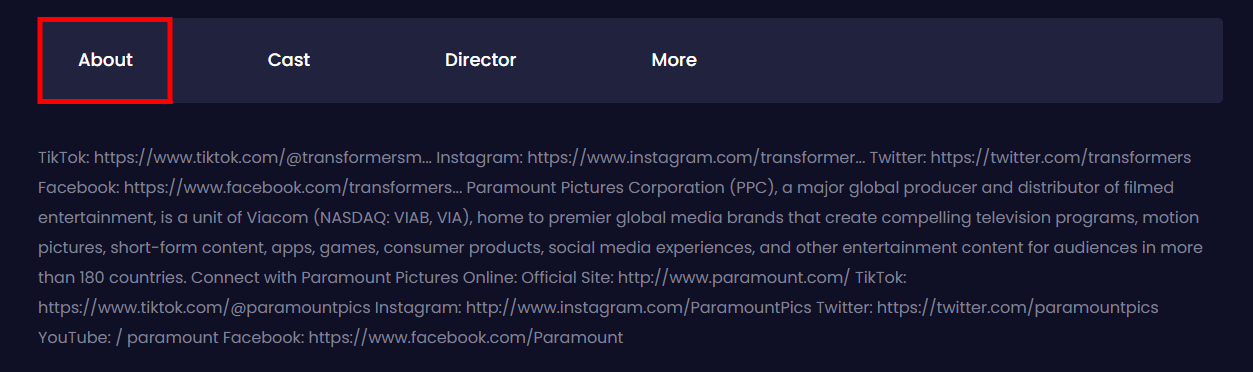 About Cast Director More
TikTok: https://www.tiktok.com/@transformersm... Instagram: https://www.instagram.com/transformer... Twitter: https://twitter.com/transformers
Facebook: https://www.facebook.com/transformers... Paramount Pictures Corporation (PPC), a major global producer and distributor of filmed
entertainment, is a unit of Viacom (NASDAQ: VIAB, VIA), home to premier global media brands that create compelling television programs, motion
pictures, short-form content, apps, games, consumer products, social media experiences, and other entertainment content for audiences in more
than 180 countries. Connect with Paramount Pictures Online: Official Site: http://www.paramount.com/ TikTok:
https://www.tiktok.com/@paramountpics Instagram: http://www.instagram.com/ParamountPics Twitter: https://twitter.com/paramountpics
YouTube: / paramount Facebook: https://www.facebook.com/Paramount